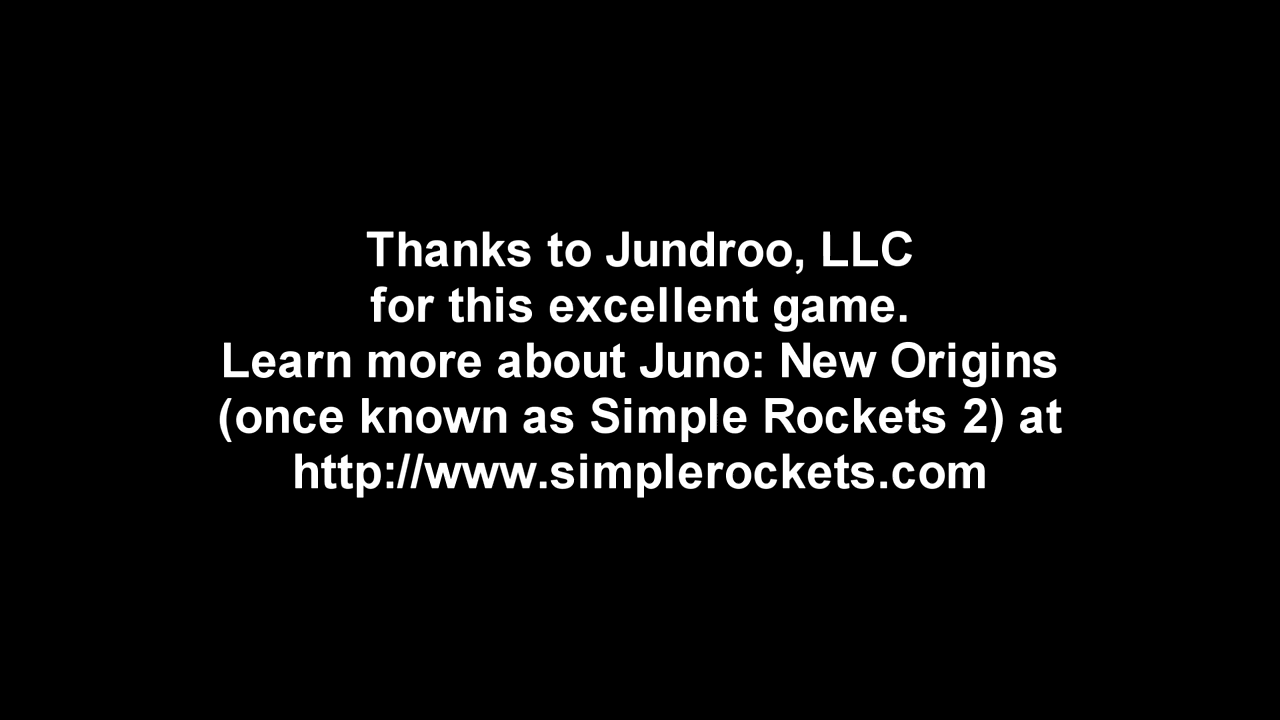 Thanks to Jundroo, LLC
for this excellent game.
Learn more about Juno: New Origins
(once known as Simple Rockets 2) at
http://www.simplerockets.com